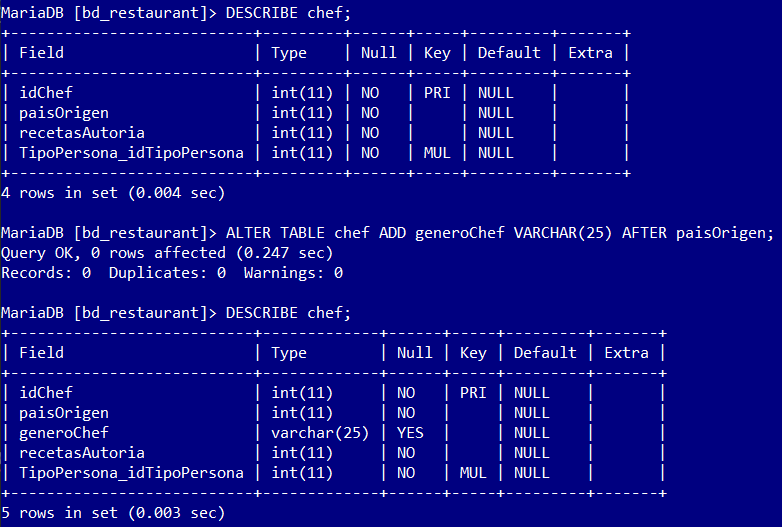 MariaDB [bd_restaurant]> DESCRIBE chef;
+---------------------------+---------+------+-----+---------+-------+
| Field                     | Type    | Null | Key | Default | Extra |
+---------------------------+---------+------+-----+---------+-------+
| idChef                    | int(11) | NO   | PRI | NULL    |       |
| paisOrigen                | int(11) | NO   |     | NULL    |       |
| recetasAutoria            | int(11) | NO   |     | NULL    |       |
| TipoPersona_idTipoPersona | int(11) | NO   | MUL | NULL    |       |
+---------------------------+---------+------+-----+---------+-------+
4 rows in set (0.004 sec)

MariaDB [bd_restaurant]> ALTER TABLE chef ADD generoChef VARCHAR(25) AFTER paisOrigen;
Query OK, 0 rows affected (0.247 sec)
Records: 0  Duplicates: 0  Warnings: 0

MariaDB [bd_restaurant]> DESCRIBE chef;
+---------------------------+-------------+------+-----+---------+-------+
| Field                     | Type        | Null | Key | Default | Extra |
+---------------------------+-------------+------+-----+---------+-------+
| idChef                    | int(11)     | NO   | PRI | NULL    |       |
| paisOrigen                | int(11)     | NO   |     | NULL    |       |
| generoChef                | varchar(25) | YES  |     | NULL    |       |
| recetasAutoria            | int(11)     | NO   |     | NULL    |       |
| TipoPersona_idTipoPersona | int(11)     | NO   | MUL | NULL    |       |
+---------------------------+-------------+------+-----+---------+-------+
5 rows in set (0.003 sec)